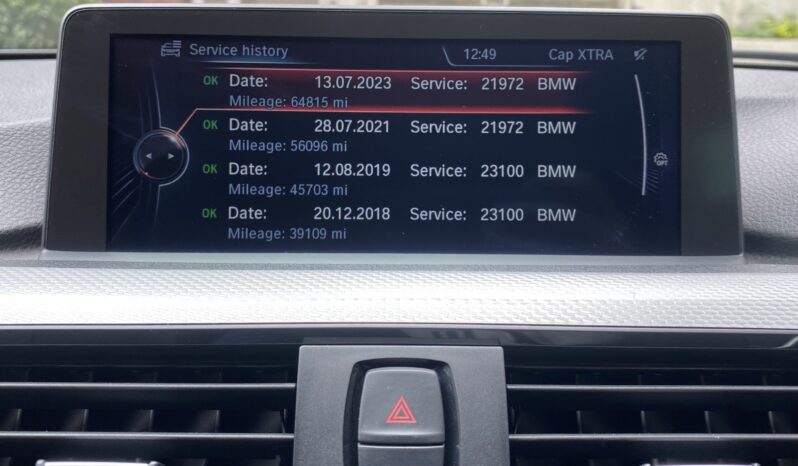 Service history 12:49 Cap XTRA
OK Date: 13.07.2023 Service: 21972 BMW
Mileage: 64815 mi
OK Date: 28.07.2021 Service: 21972 BMW
Mileage: 56096 mi
OK Date: 12.08.2019 Service: 23100 BMW
Mileage: 45703 mi
OK Date: 20.12.2018 Service: 23100 BMW
Mileage: 39109 mi
OPT